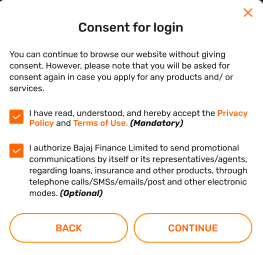 Consent for login
You can continue to browse our website without giving
consent. However, please note that you will be asked for
consent again in case you apply for any products and/ or
services.
I have read, understood, and hereby accept the Privacy
Policy and Terms of Use. (Mandatory)
I authorize Bajaj Finance Limited to send promotional
communications by itself or its representatives/agents,
regarding loans, insurance and other products, through
telephone calls/SMSs/emails/post and other electronic
modes. (Optional)
BACK
CONTINUE